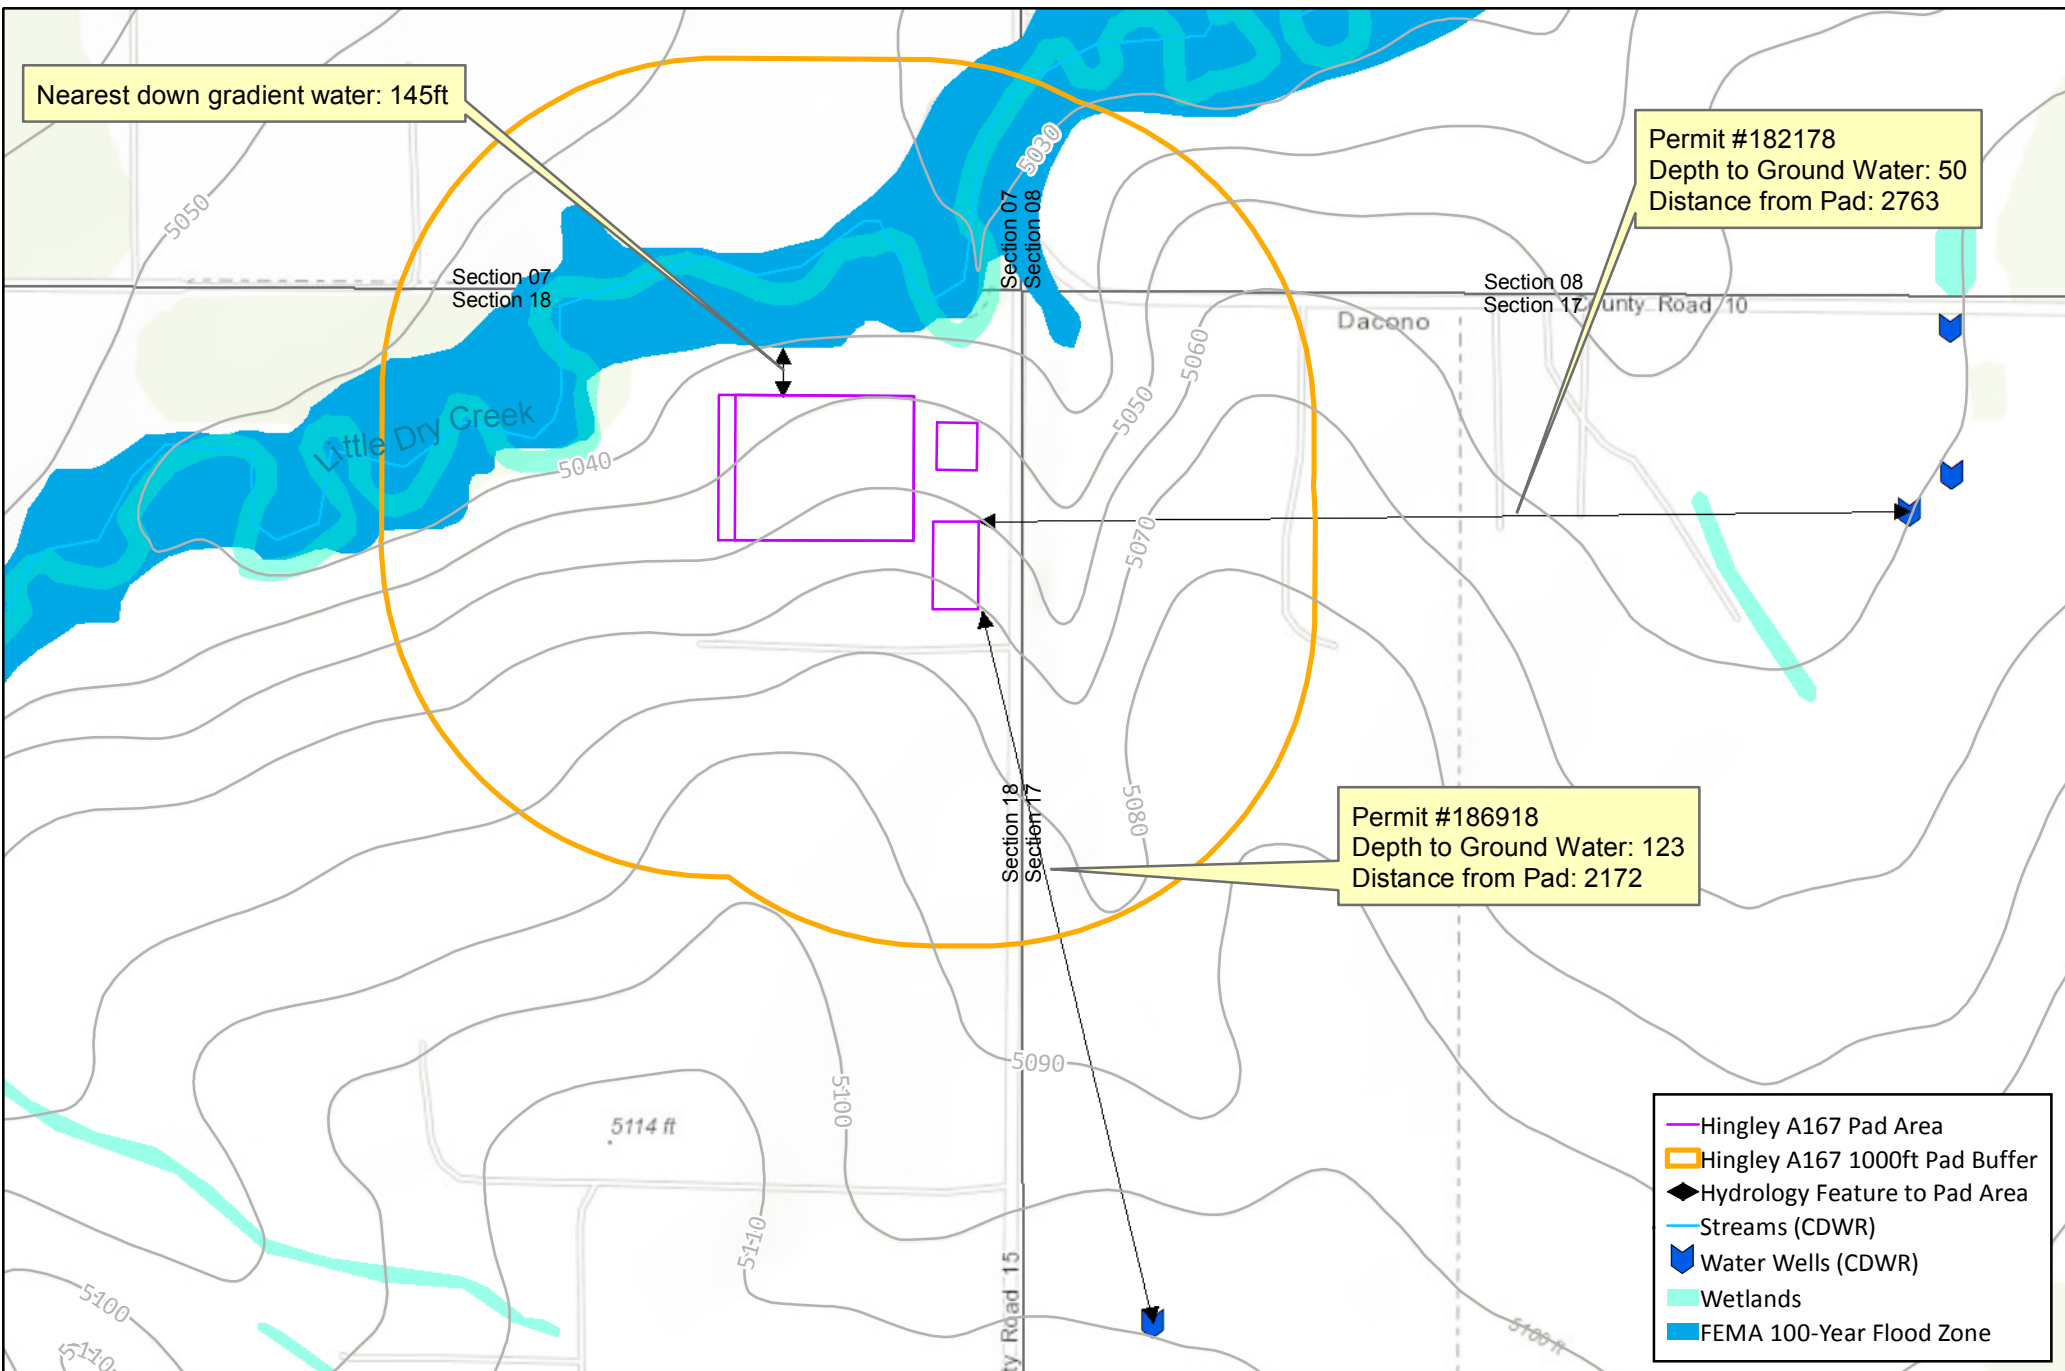 Nearest down gradient water: 145ft
Permit #182178
Depth to Ground Water: 50
Distance from Pad: 2763
5030
5050
Section 07
Section 08
Section 07
Section 18
Section 08
Section 17
County Road 10
Dacono
5060
5050
Little Dry Creek
5040
5070
Section 18
Section 17
5080
Permit #186918
Depth to Ground Water: 123
Distance from Pad: 2172
5090
5100
5114 ft
5110
5100
5110
ty Road 15
5100 ft
Hingley A167 Pad Area
Hingley A167 1000ft Pad Buffer
Hydrology Feature to Pad Area
Streams (CDWR)
Water Wells (CDWR)
Wetlands
FEMA 100-Year Flood Zone